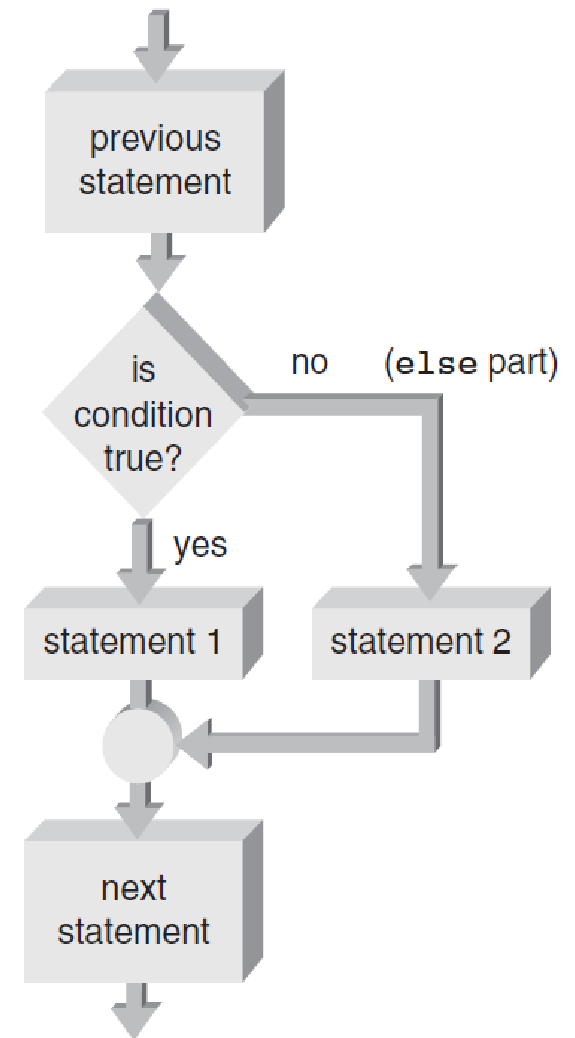 previous
statement
is
condition
true?
no (else part)
yes
statement 1
statement 2
next
statement